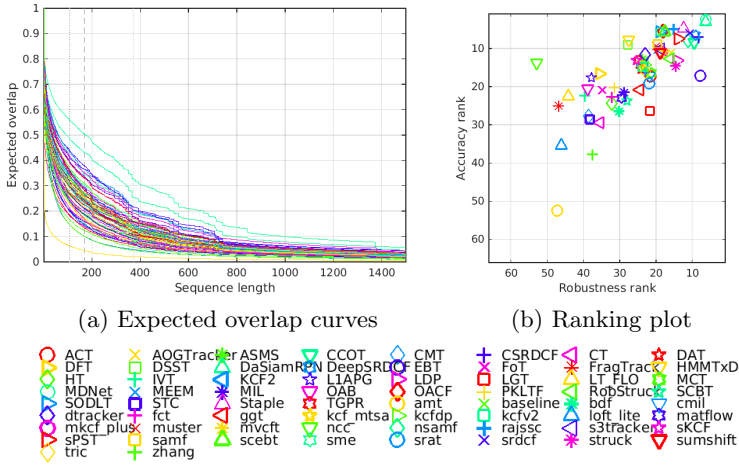 1
0.9
0.8
0.7
0.6
0.5
0.4
0.3
0.2
0.1
0
Expected overlap
200 400 600 800 1000 1200 1400
Sequence length
10
20
30
40
50
60
Accuracy rank
60 50 40 30 20 10
Robustness rank
(a) Expected overlap curves (b) Ranking plot
ACT AOGTracker ASMS CCOT CMT CSRDCF CT DAT
DFT DSST DaSiamRPN DeepSRDCF EBT FoT FragTrack HMMTxD
HT IVT KCF2 L1APG LDP LGT LT_FLO MCT
MDNet MEEM MIL OAB OACF PKLTF RobStruck SCBT
SODLT STC Staple TGPR amt baseline bdf cmil
dtracker fct ggt kcf_mtsa kcfdp kcfv2 loft_lite matflow
mkcf_plus muster mvcft ncc nsamf rajssc s3tracker sKCF
sPST samf scebt sme srat srdcf struck sumshift
tric zhang